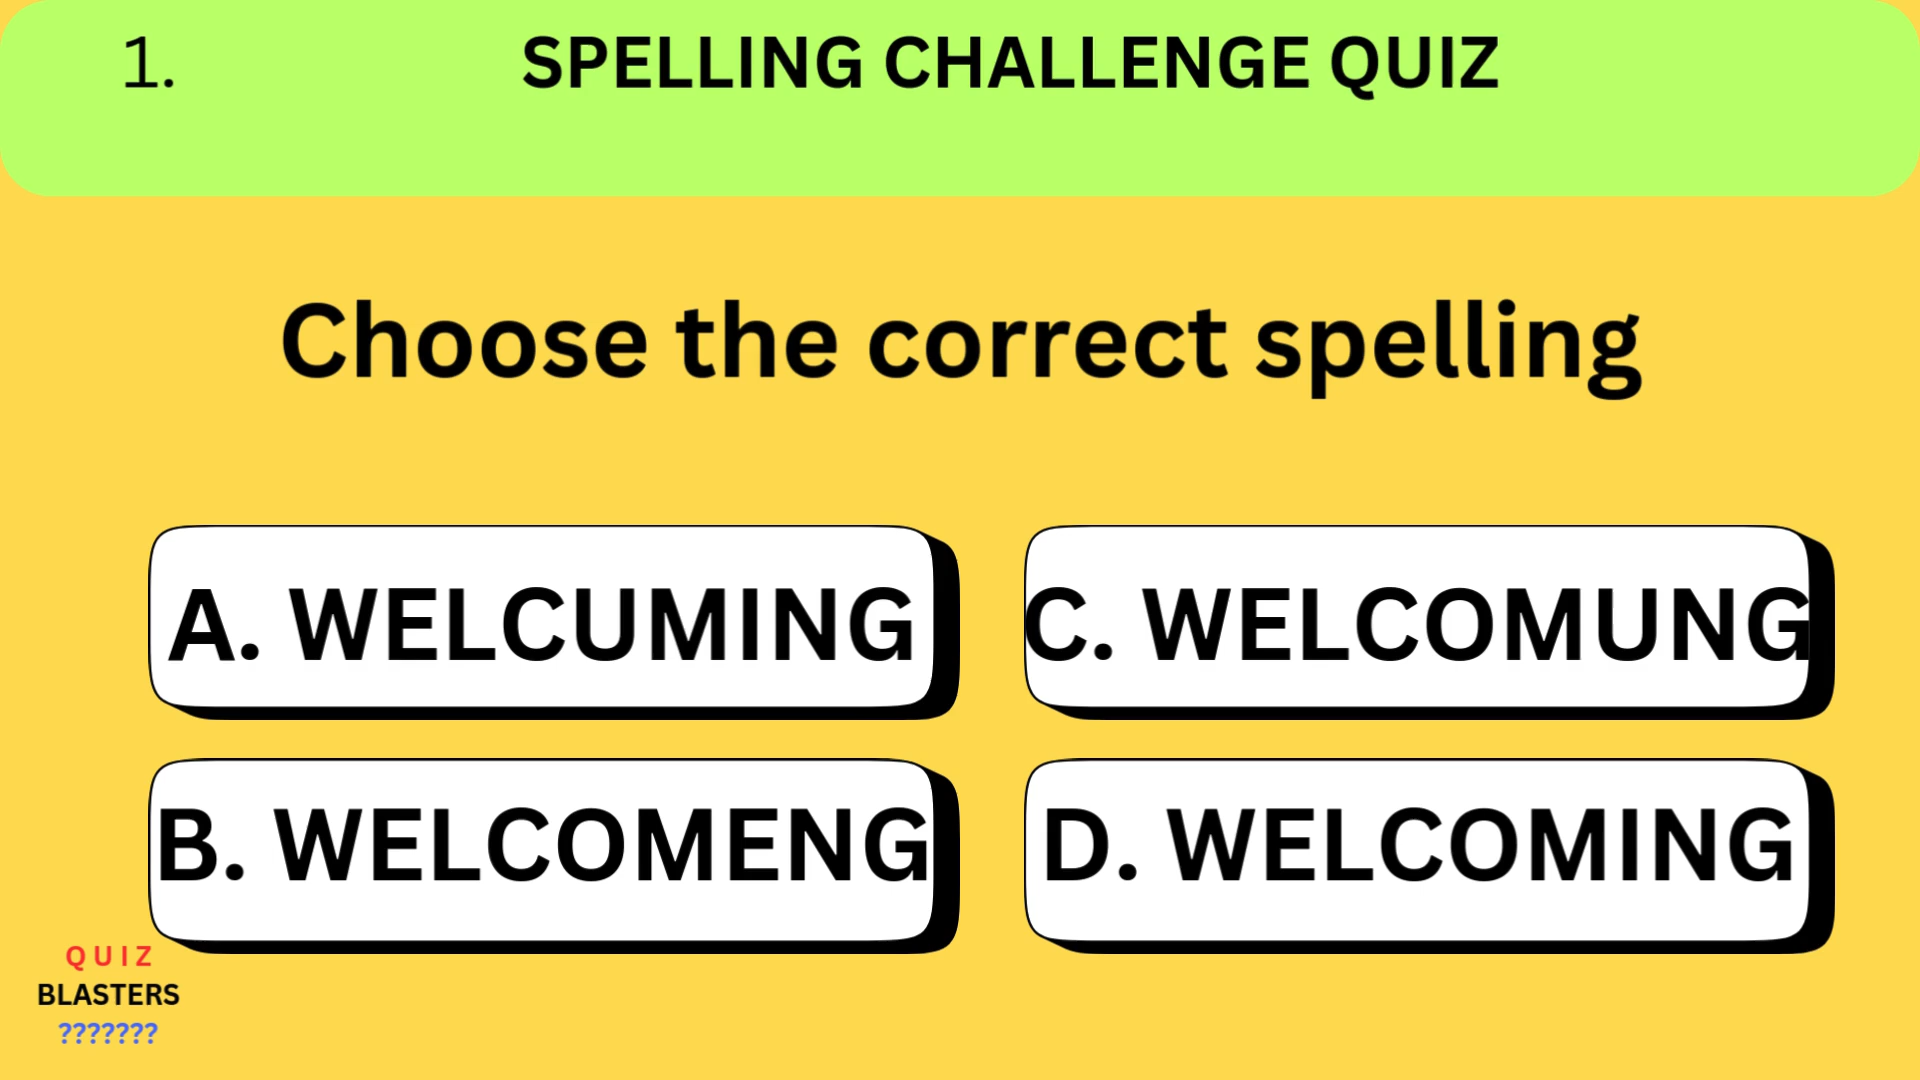 1.
SPELLING CHALLENGE QUIZ
Choose the correct spelling
A. WELCUMING
C. WELCOMUNG
B. WELCOMENG
D. WELCOMING
QUIZ
BLASTERS
???????